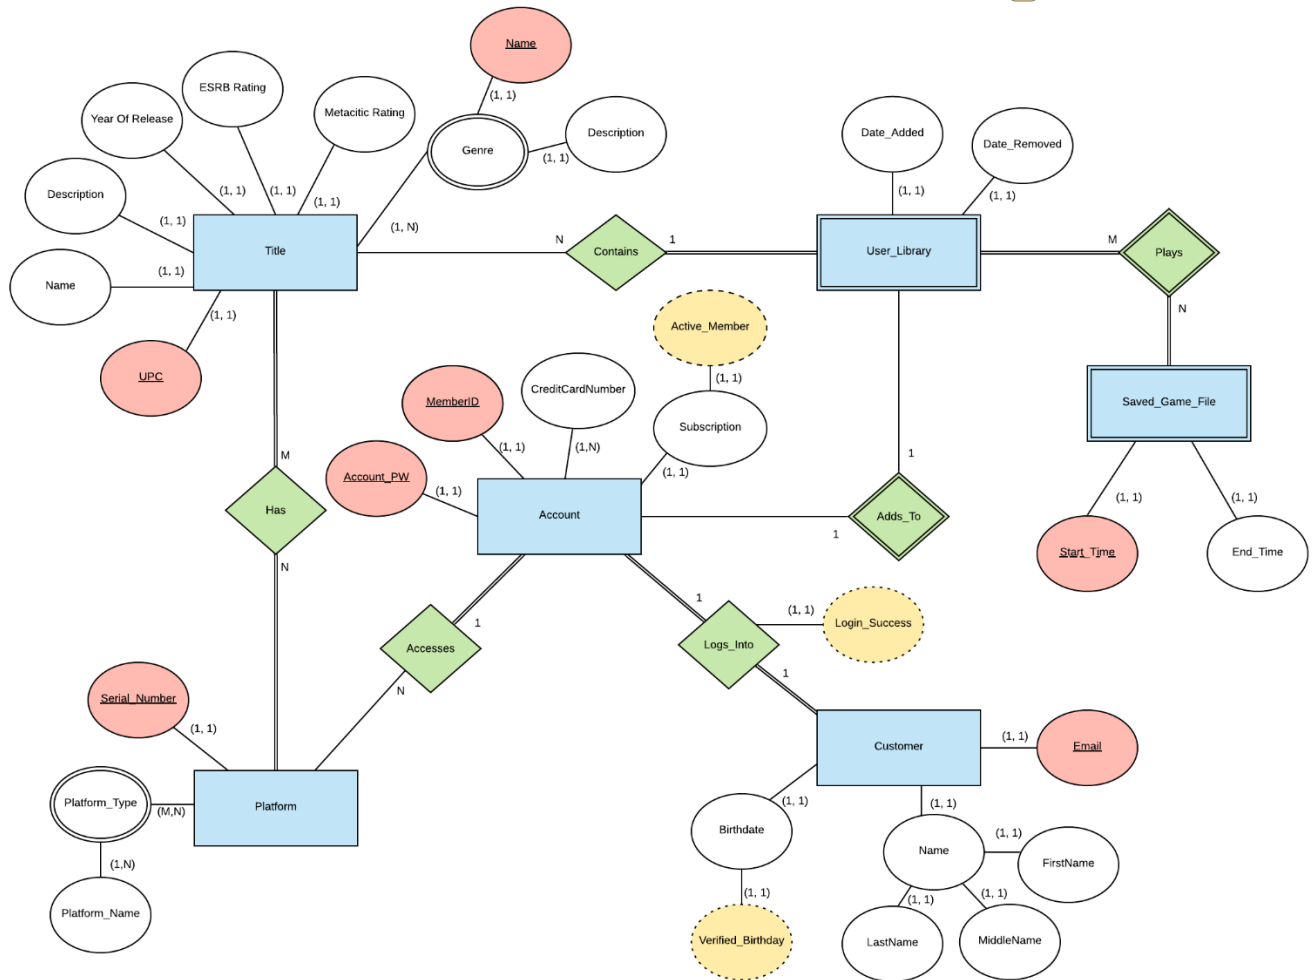 Name
ESRB Rating
Year Of Release
Metacitic Rating
(1, 1)
Genre
Description
(1, 1)
Date_Added
Date_Removed
Description
(1, 1)
(1, 1)
(1, 1)
(1, 1)
(1, 1)
(1, 1)
(1, 1)
(1, N)
Title
N
Contains
1
User_Library
M
Plays
Name
(1, 1)
(1, 1)
UPC
N
Active_Member
(1, 1)
MemberID
CreditCardNumber
Subscription
Saved_Game_File
(1, 1)
(1,N)
(1, 1)
M
1
Account_PW
(1, 1)
Has
Account
Adds_To
1
(1, 1)
(1, 1)
Start_Time
End_Time
N
1
1
(1, 1)
Login_Success
Accesses
Logs_Into
N
1
Serial_Number
(1, 1)
Customer
(1, 1)
Email
Platform_Type
(M,N)
Platform
(1, 1)
(1, 1)
Birthdate
Name
(1, 1)
FirstName
(1,N)
(1, 1)
(1, 1)
(1, 1)
Platform_Name
Verified_Birthday
LastName
MiddleName